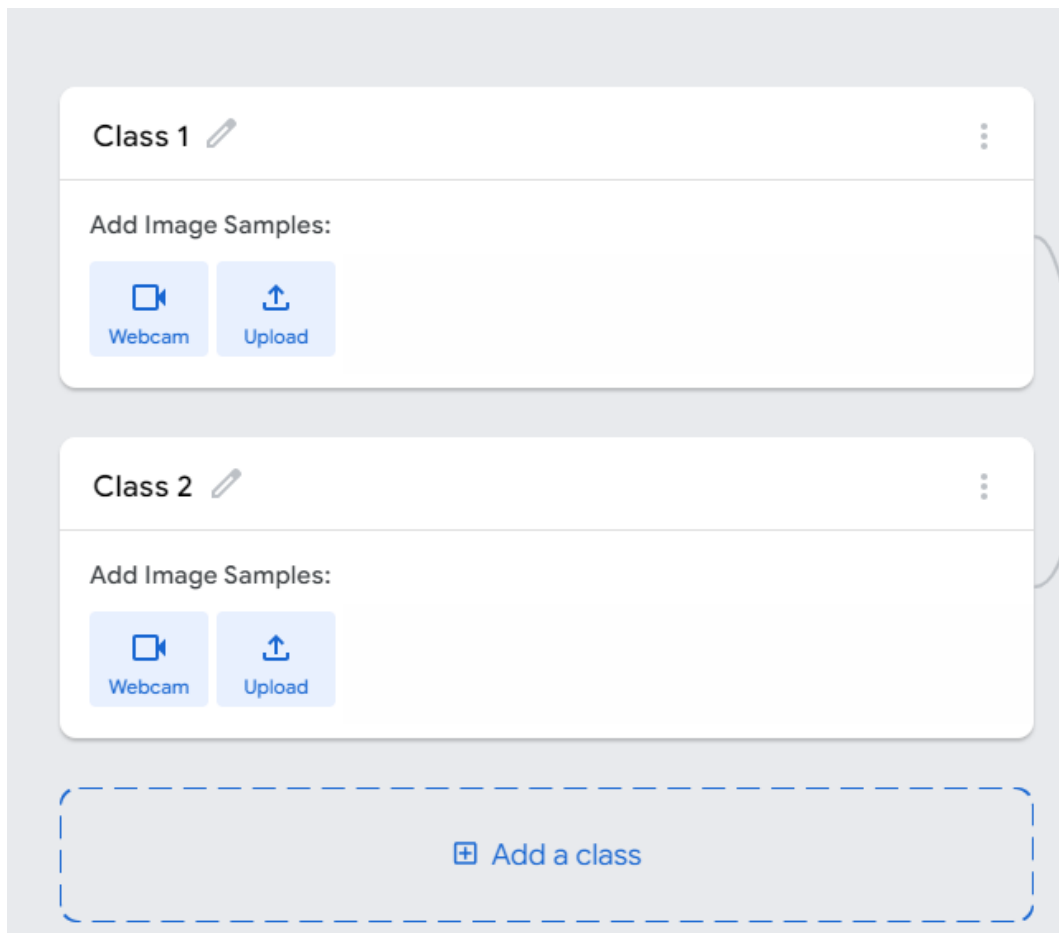 Class 1
Add Image Samples:
Webcam Upload
Class 2
Add Image Samples:
Webcam Upload
Add a class